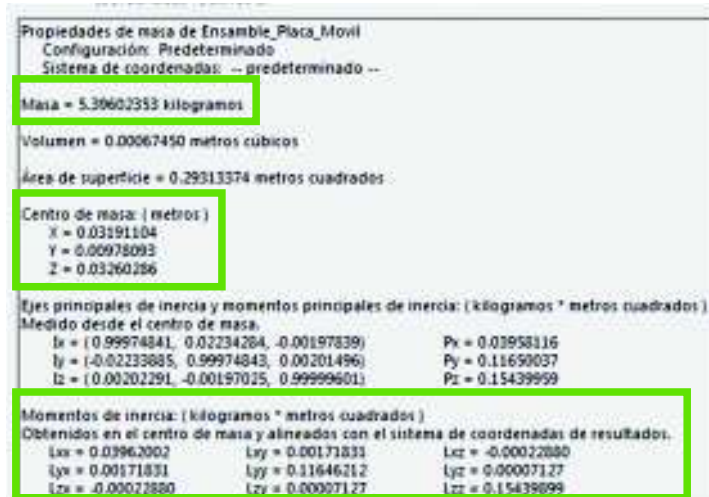 Propiedades de masa de Ensamble_Placa_Movil
Configuración: Predeterminado
Sistema de coordenadas: -- predeterminado --
Masa = 5.39602353 kilogramos
Volumen = 0.00067450 metros cúbicos
Área de superficie = 0.29313374 metros cuadrados
Centro de masa: ( metros )
X = 0.03191104
Y = 0.00978093
Z = 0.03260286
Ejes principales de inercia y momentos principales de inercia: ( kilogramos * metros cuadrados )
Medido desde el centro de masa.
Ix = ( 0.99974841, 0.02234284, -0.00197839) Px = 0.03958116
Iy = (-0.02233885, 0.99974843, 0.00201496) Py = 0.11650037
Iz = ( 0.00202291, -0.00197025, 0.99999601) Pz = 0.15439959
Momentos de inercia: ( kilogramos * metros cuadrados )
Obtenidos en el centro de masa y alineados con el sistema de coordenadas de resultados.
Lxx = 0.03962002 Lxy = 0.00171831 Lxz = -0.00022880
Lyx = 0.00171831 Lyy = 0.11646212 Lyz = 0.00007127
Lzx = -0.00022880 Lzy = 0.00007127 Lzz = 0.15439899